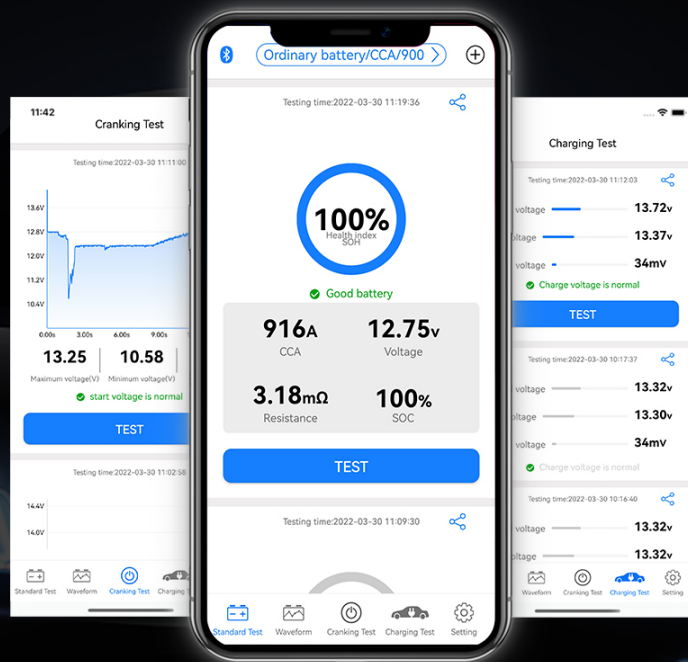 11:42
Cranking Test
Testing time:2022-03-30 11:11:00
13.6V
12.8V
12.0V
11.2V
10.4V
0.00s 3.00s 6.00s 9.00s
13.25 10.58
Maximum voltage(V) Minimum voltage(V)
start voltage is normal
TEST
Testing time:2022-03-30 11:02:58
14.4V
14.0V
Standard Test Waveform Cranking Test Charging
Ordinary battery/CCA/900
Testing time:2022-03-30 11:19:36
100%
Health index
SOH
Good battery
916A 12.75v
CCA Voltage
3.18mΩ 100%
Resistance SOC
TEST
Testing time:2022-03-30 11:09:30
Standard Test Waveform Cranking Test Charging Test Setting
Charging Test
Testing time:2022-03-30 11:12:03
voltage 13.72v
oltage 13.37v
voltage 34mv
Charge voltage is normal
TEST
Testing time:2022-03-30 10:17:37
voltage 13.32v
oltage 13.30v
voltage 34mv
Charge voltage is normal
Testing time:2022-03-30 10:16:40
voltage 13.32v
oltage 13.32v
Waveform Cranking Test Charging Test Setting